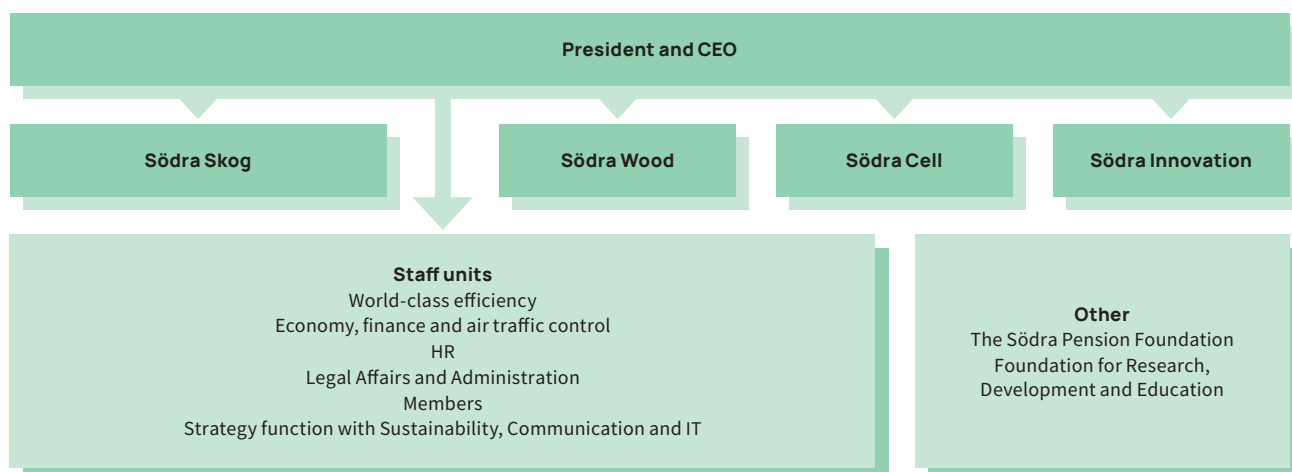 President and CEO
Södra Skog
Södra Wood
Södra Cell
Södra Innovation
Staff units
World-class efficiency
Economy, finance and air traffic control
HR
Legal Affairs and Administration
Members
Strategy function with Sustainability, Communication and IT
Other
The Södra Pension Foundation
Foundation for Research,
Development and Education